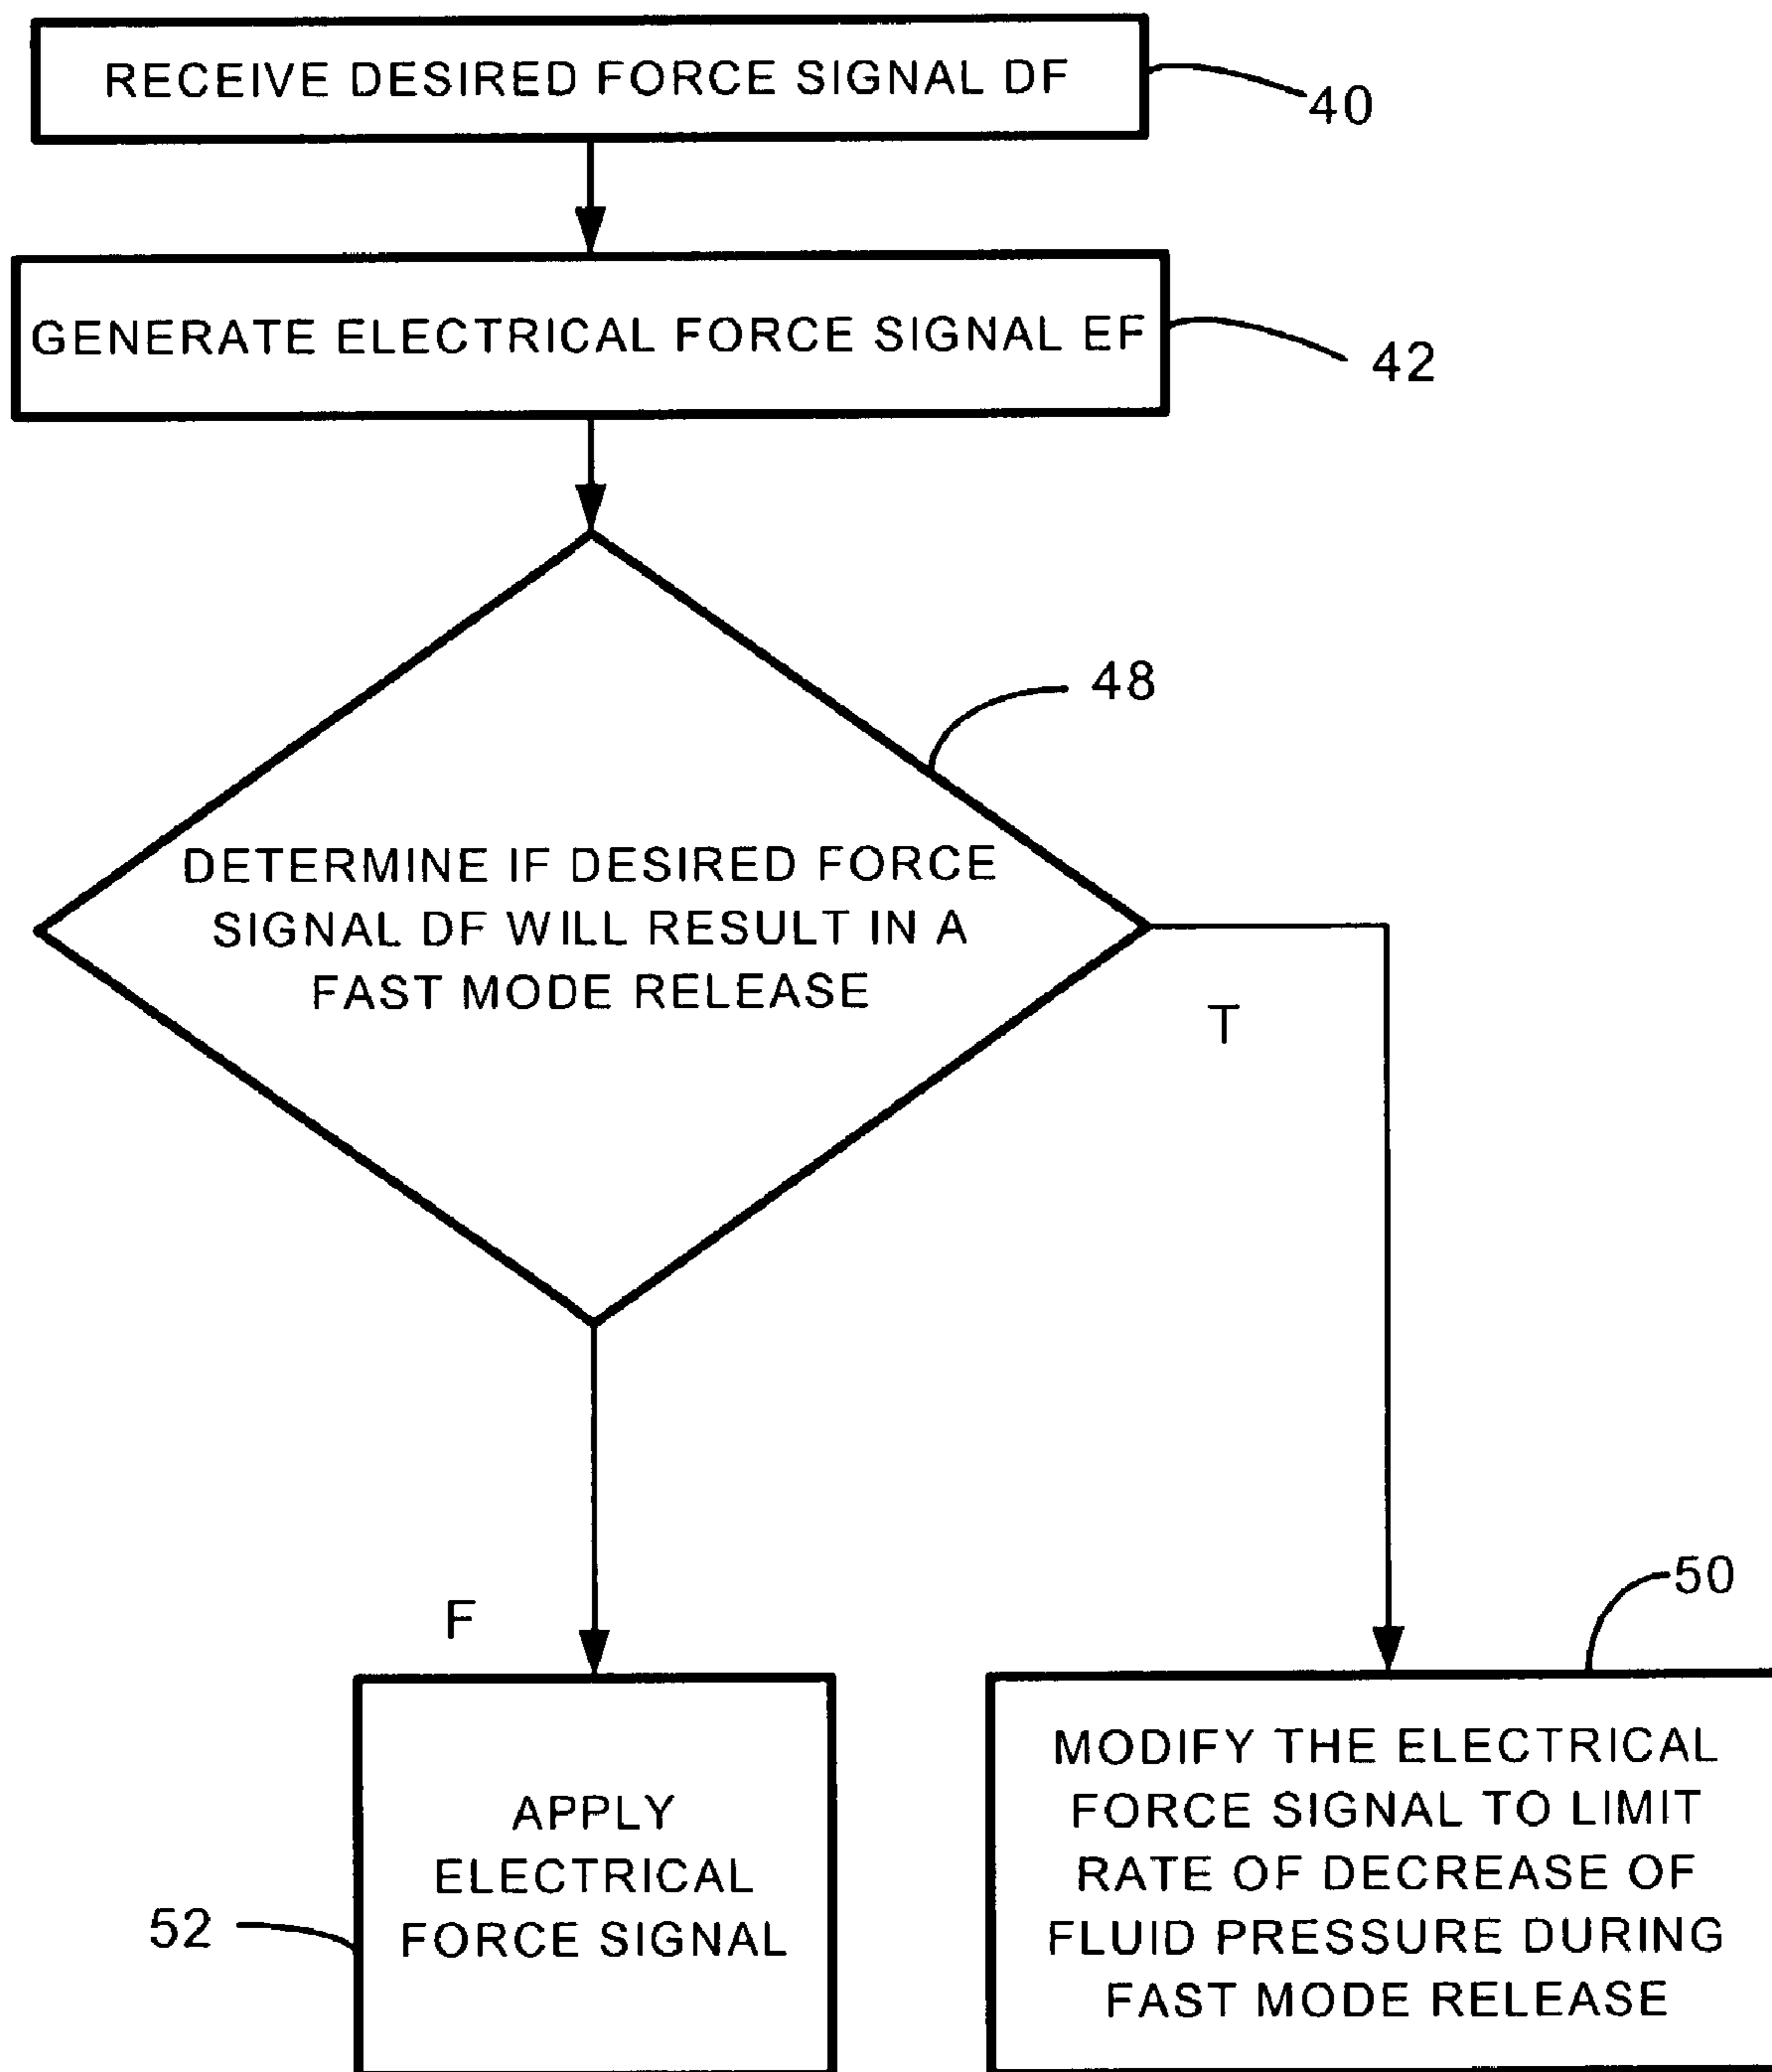 RECEIVE DESIRED FORCE SIGNAL DF
40
GENERATE ELECTRICAL FORCE SIGNAL EF
42
48
DETERMINE IF DESIRED FORCE
SIGNAL DF WILL RESULT IN A
FAST MODE RELEASE
T
F
50
APPLY
ELECTRICAL
FORCE SIGNAL
52
MODIFY THE ELECTRICAL
FORCE SIGNAL TO LIMIT
RATE OF DECREASE OF
FLUID PRESSURE DURING
FAST MODE RELEASE